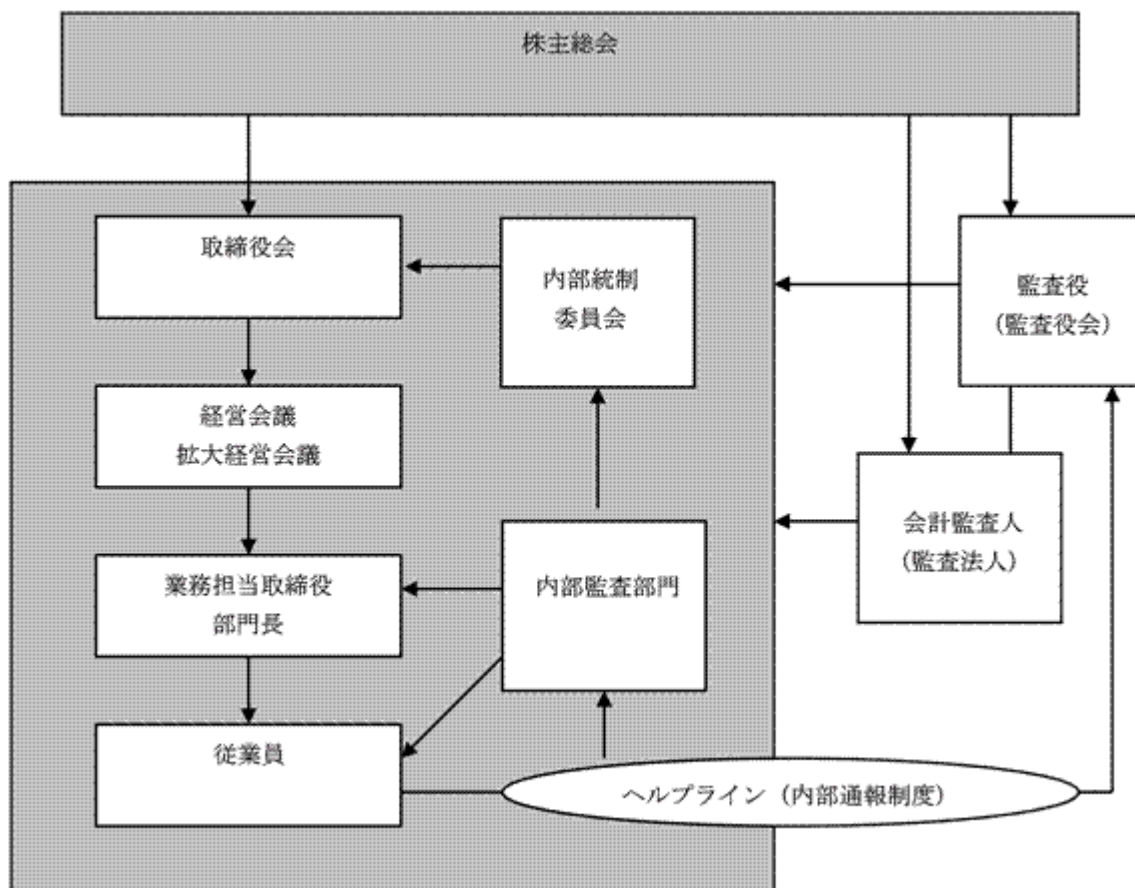 株主総会
取締役会
内部統制
委員会
監査役
(監査役会)
経営会議
拡大経営会議
会計監査人
(監査法人)
業務担当取締役
部門長
内部監査部門
従業員
ヘルプライン（内部通報制度）